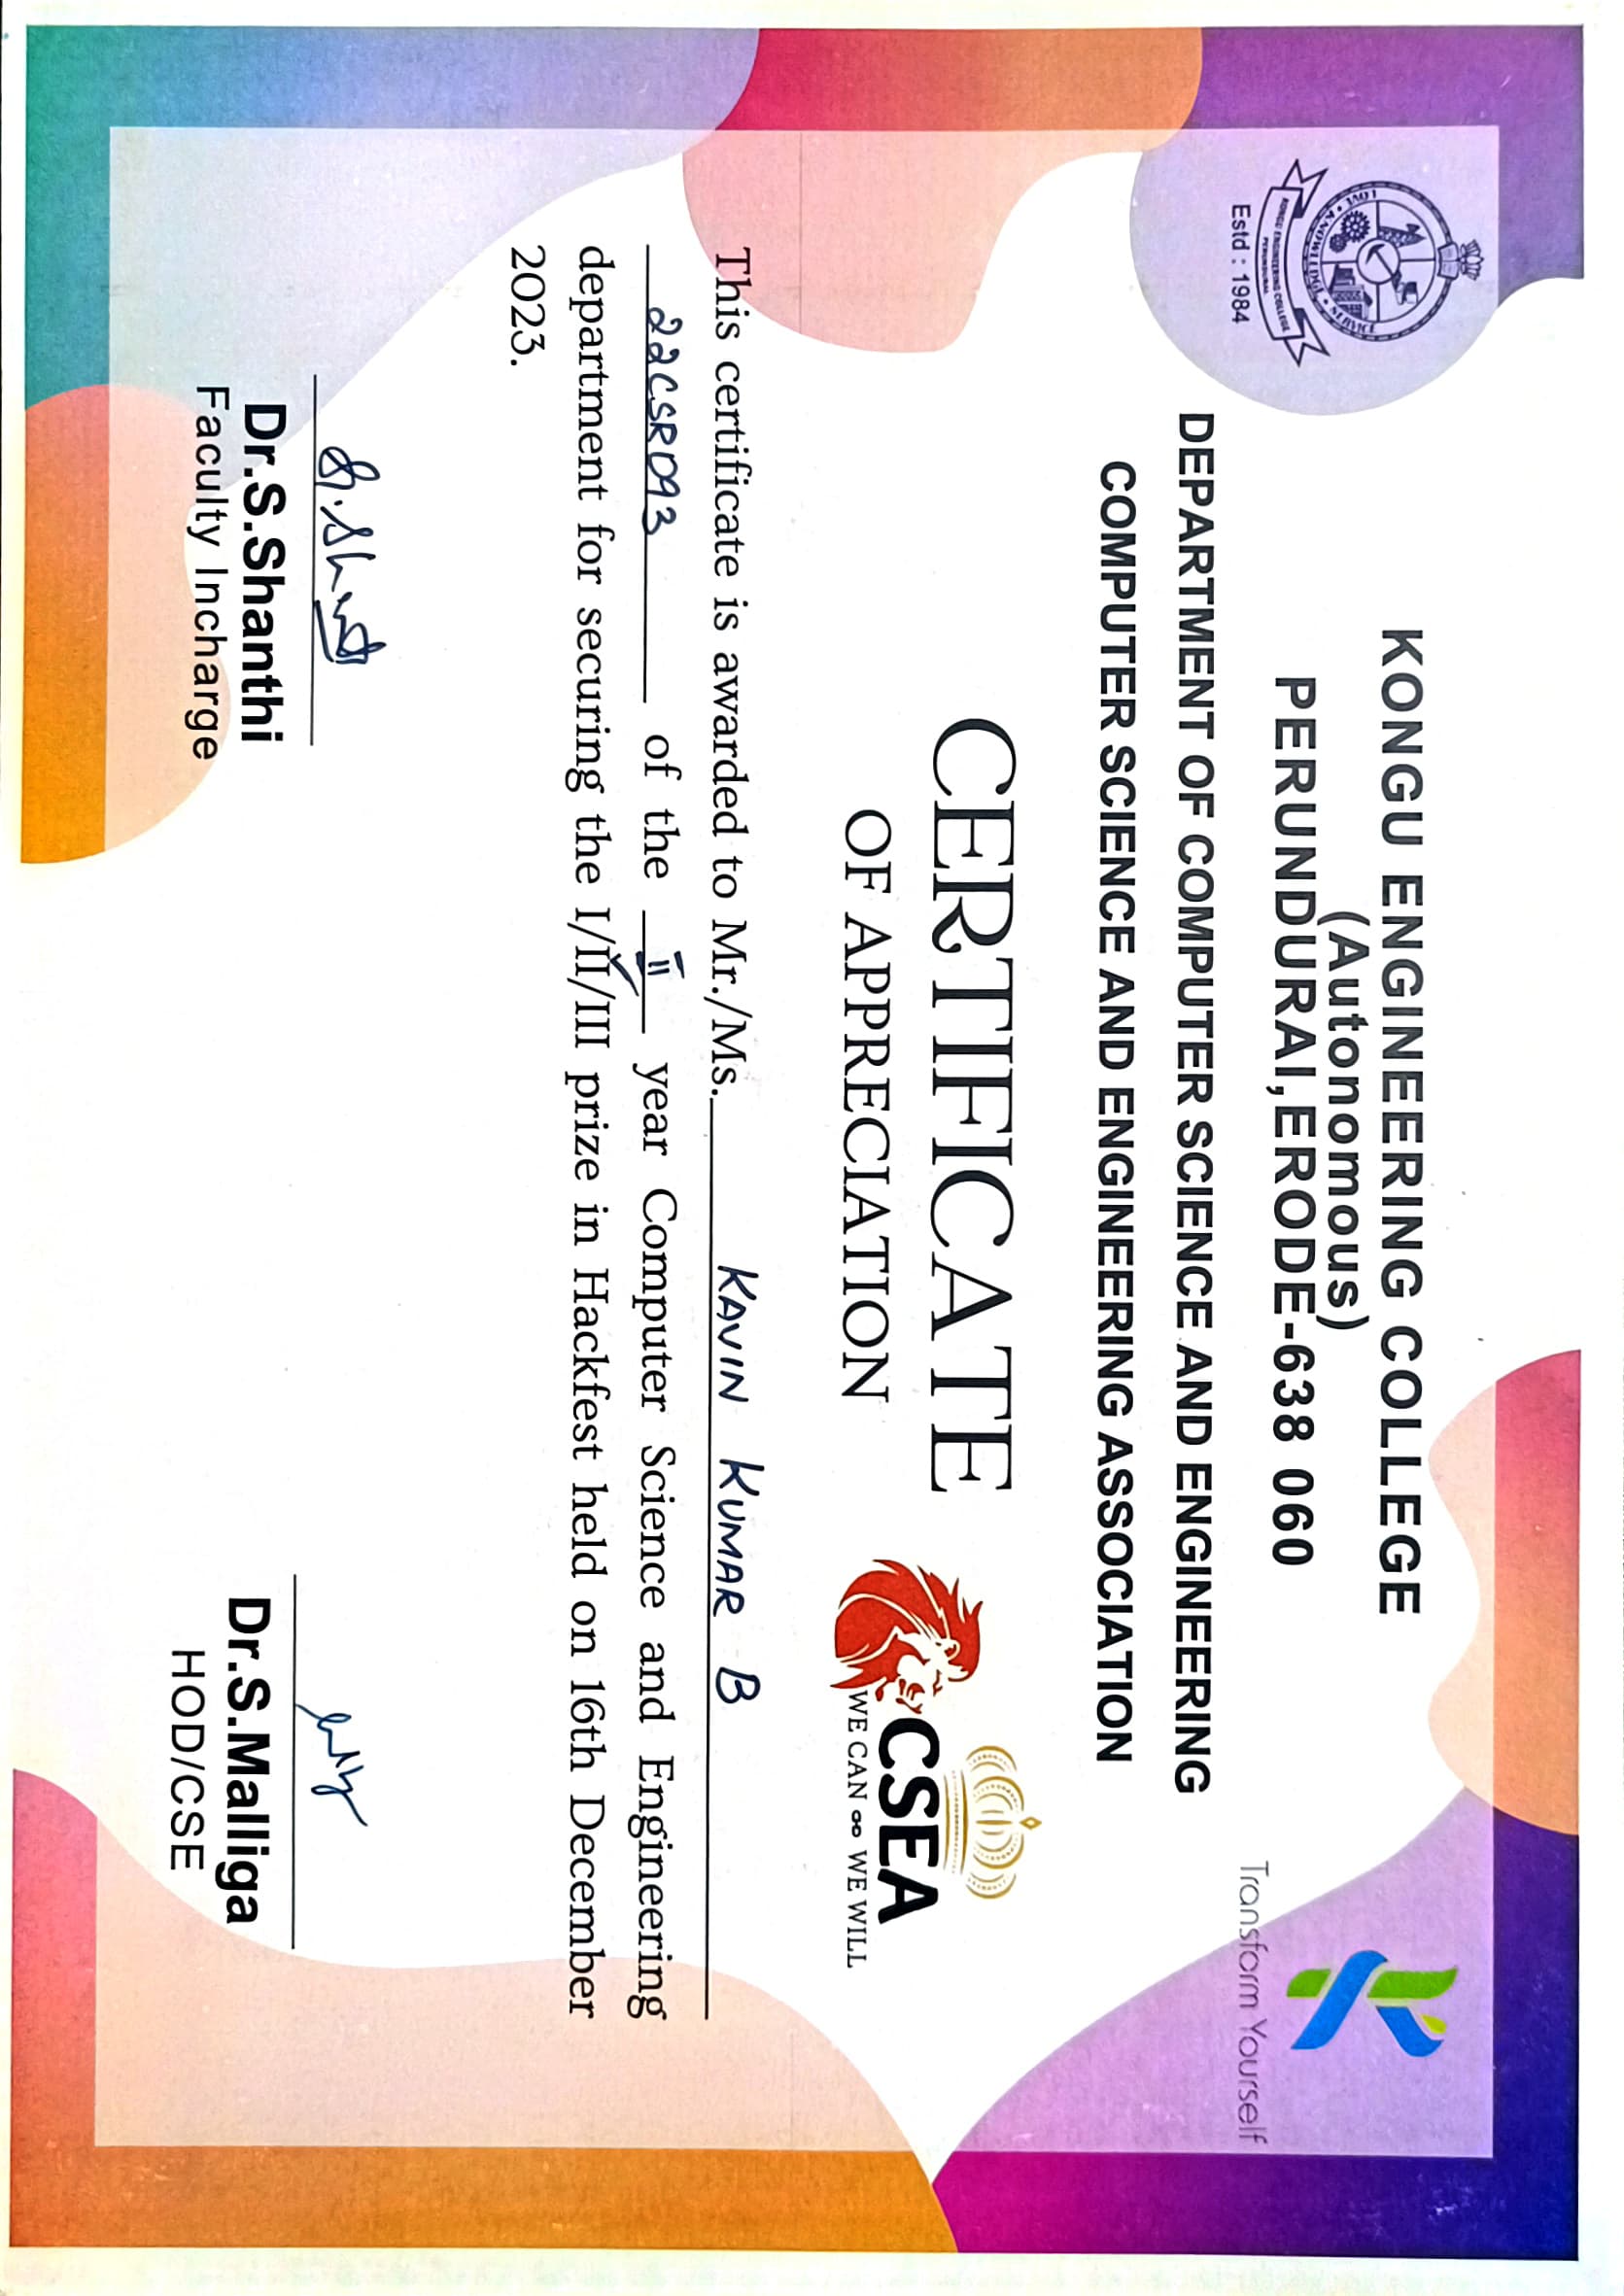 KONGU ENGINEERING COLLEGE
(Autonomous)
PERUNDURAI,ERODE-638 060
LOVE • KNOWLEDGE • SERVICE
KONGU ENGINEERING COLLEGE
PERUNDURAI
Estd : 1984
Transform Yourself
DEPARTMENT OF COMPUTER SCIENCE AND ENGINEERING
COMPUTER SCIENCE AND ENGINEERING ASSOCIATION
CERTIFICATE
OF APPRECIATION
CSEA
WE CAN ∞ WE WILL
This certificate is awarded to Mr./Ms. KAVIN KUMAR B
22CSR093 of the II year Computer Science and Engineering
department for securing the I/II/III prize in Hackfest held on 16th December
2023.
S.Shanthi
Dr.S.Shanthi
Faculty Incharge
Dr.S.Malliga
HOD/CSE